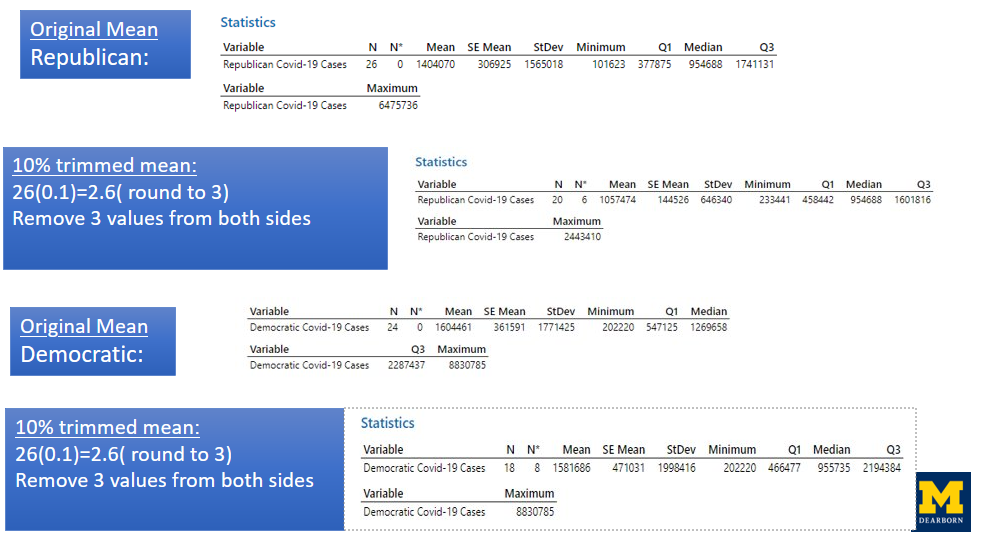 Original Mean
Republican:
Statistics
Variable N N* Mean SE Mean StDev Minimum Q1 Median Q3
Republican Covid-19 Cases 26 0 1404070 306925 1565018 101623 377875 954688 1741131
Variable Maximum
Republican Covid-19 Cases 6475736
10% trimmed mean:
26(0.1)=2.6( round to 3)
Remove 3 values from both sides
Statistics
Variable N N* Mean SE Mean StDev Minimum Q1 Median Q3
Republican Covid-19 Cases 20 6 1057474 144526 646340 233441 458442 954688 1601816
Variable Maximum
Republican Covid-19 Cases 2443410
Original Mean
Democratic:
Variable N N* Mean SE Mean StDev Minimum Q1 Median
Democratic Covid-19 Cases 24 0 1604461 361591 1771425 202220 547125 1269658
Variable Q3 Maximum
Democratic Covid-19 Cases 2287437 8830785
10% trimmed mean:
26(0.1)=2.6( round to 3)
Remove 3 values from both sides
Statistics
Variable N N* Mean SE Mean StDev Minimum Q1 Median Q3
Democratic Covid-19 Cases 18 8 1581686 471031 1998416 202220 466477 955735 2194384
Variable Maximum
Democratic Covid-19 Cases 8830785
M
DEARBORN